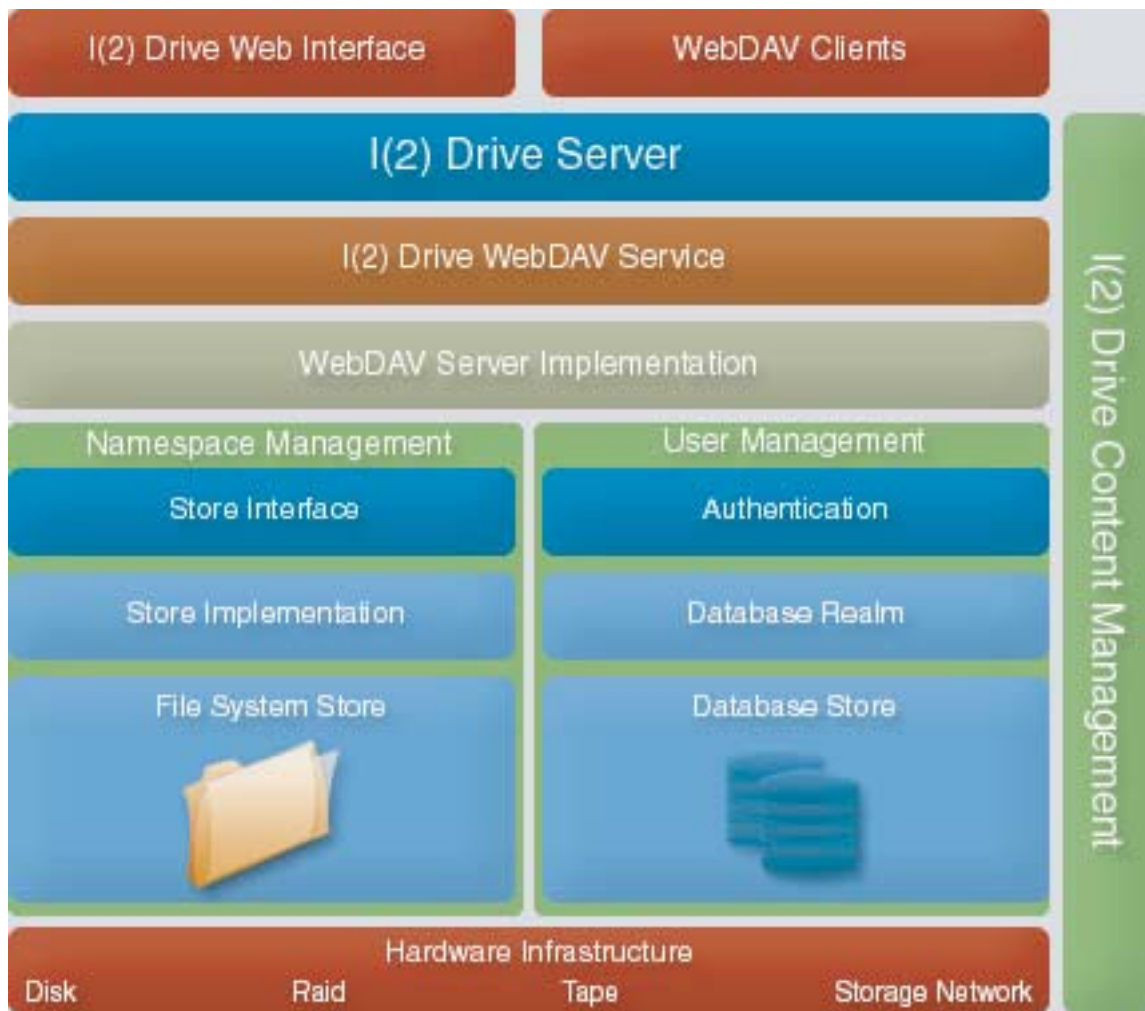 I(2) Drive Web Interface
WebDAV Clients
I(2) Drive Server
I(2) Drive WebDAV Service
WebDAV Server Implementation
Namespace Management
Store Interface
Store Implementation
File System Store
User Management
Authentication
Database Realm
Database Store
Hardware Infrastructure
Disk Raid Tape Storage Network
I(2) Drive Content Management